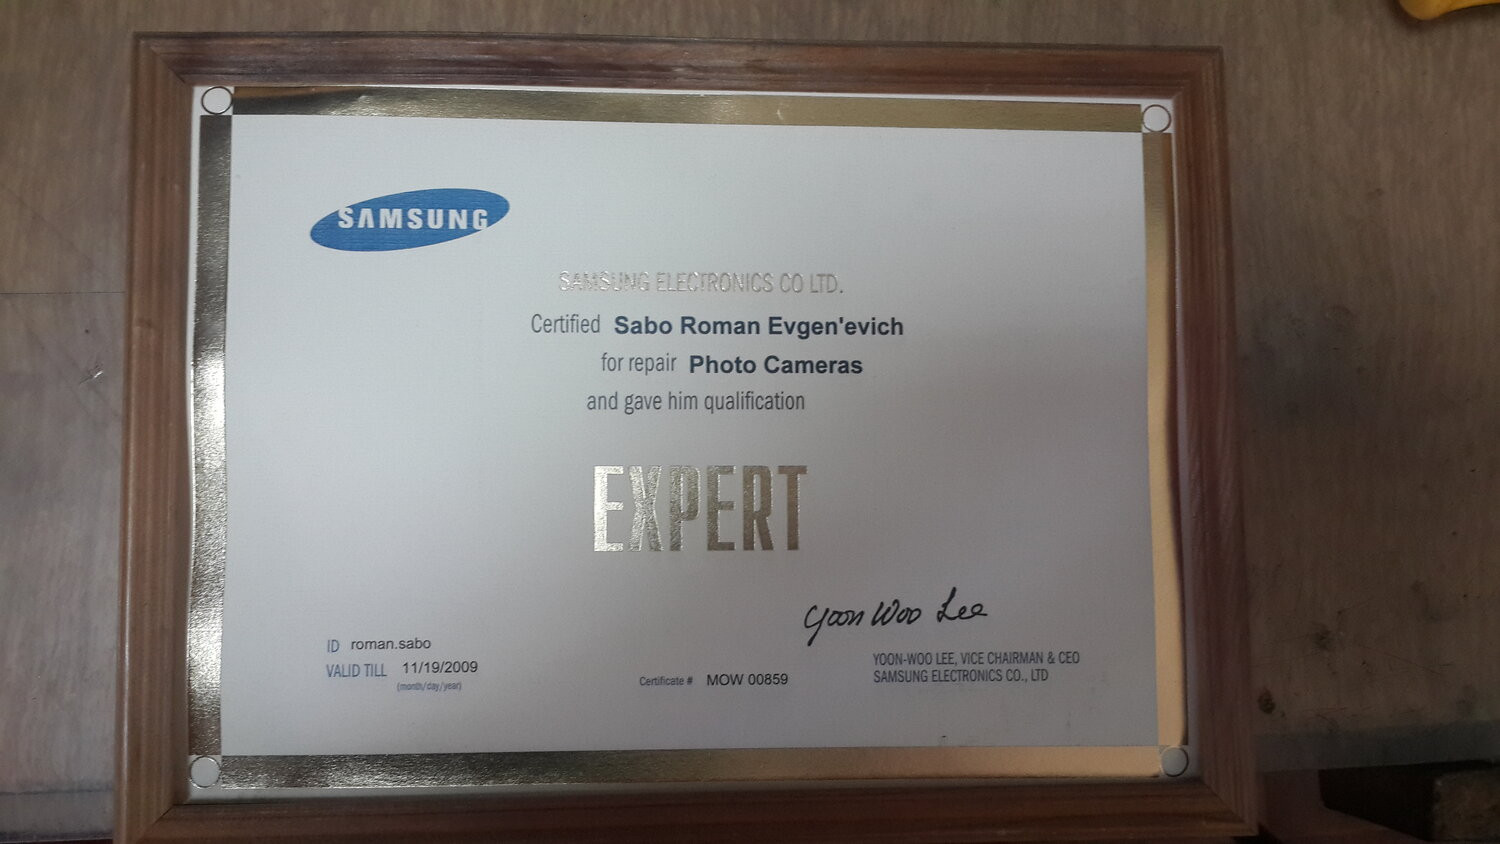 SAMSUNG
SAMSUNG ELECTRONICS CO LTD.
Certified Sabo Roman Evgen'evich
for repair Photo Cameras
and gave him qualification
EXPERT
Yoon Woo Lee
ID roman.sabo
VALID TILL 11/19/2009
(month/day/year)
Certificate # MOW 00859
YOON-WOO LEE, VICE CHAIRMAN & CEO
SAMSUNG ELECTRONICS CO., LTD